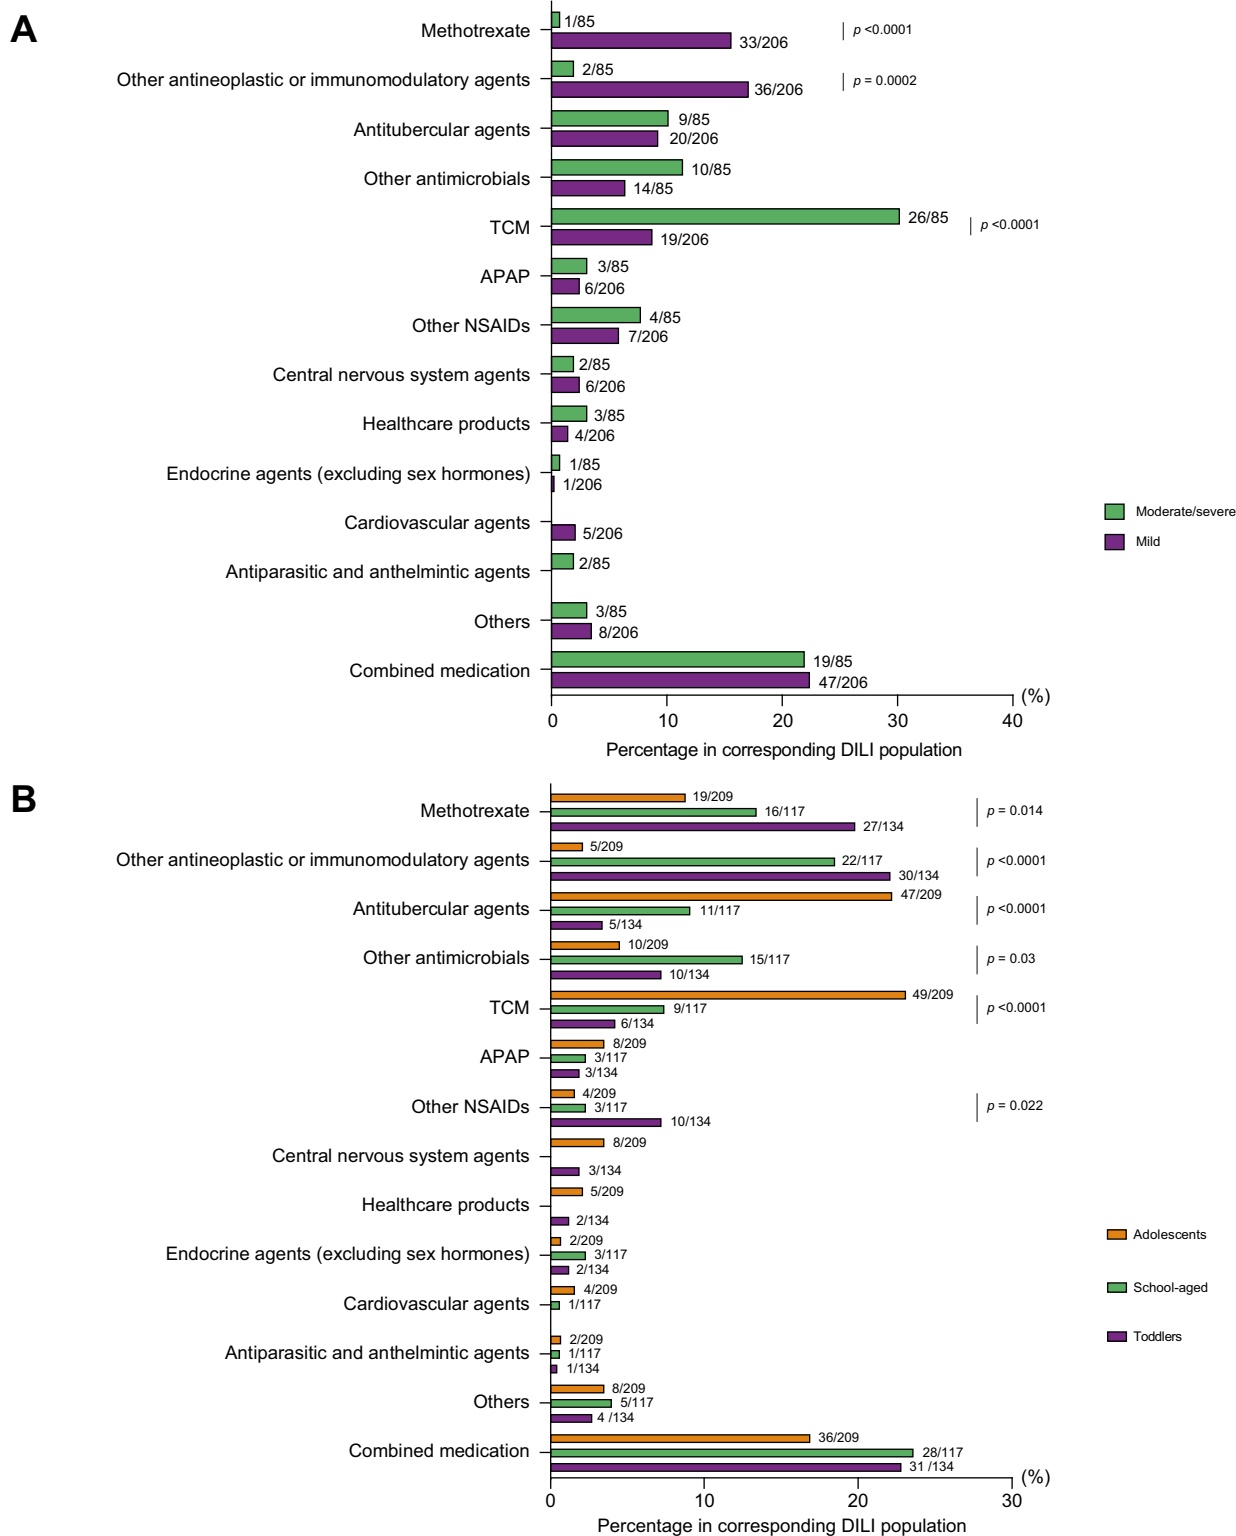 A
Methotrexate
1/85
33/206
p <0.0001
Other antineoplastic or immunomodulatory agents
2/85
36/206
p = 0.0002
Antitubercular agents
9/85
20/206
Other antimicrobials
10/85
14/85
TCM
26/85
19/206
p <0.0001
APAP
3/85
6/206
Other NSAIDs
4/85
7/206
Central nervous system agents
2/85
6/206
Healthcare products
3/85
4/206
Endocrine agents (excluding sex hormones)
1/85
1/206
Cardiovascular agents
5/206
Antiparasitic and anthelmintic agents
2/85
Others
3/85
8/206
Combined medication
19/85
47/206
Moderate/severe
Mild
0 10 20 30 40 (%)
Percentage in corresponding DILI population
B
Methotrexate
19/209
16/117
27/134
p = 0.014
Other antineoplastic or immunomodulatory agents
5/209
22/117
30/134
p <0.0001
Antitubercular agents
47/209
11/117
5/134
p <0.0001
Other antimicrobials
10/209
15/117
10/134
p = 0.03
TCM
49/209
9/117
6/134
p <0.0001
APAP
8/209
3/117
3/134
Other NSAIDs
4/209
3/117
10/134
p = 0.022
Central nervous system agents
8/209
3/134
Healthcare products
5/209
2/134
Endocrine agents (excluding sex hormones)
2/209
3/117
2/134
Cardiovascular agents
4/209
1/117
Antiparasitic and anthelmintic agents
2/209
1/117
1/134
Others
8/209
5/117
4 /134
Combined medication
36/209
28/117
31 /134
Adolescents
School-aged
Toddlers
0 10 20 30 (%)
Percentage in corresponding DILI population